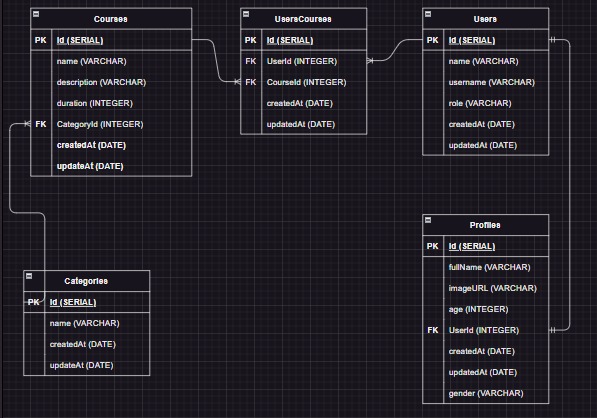 Courses
PK Id (SERIAL)
name (VARCHAR)
description (VARCHAR)
duration (INTEGER)
FK CategoryId (INTEGER)
createdAt (DATE)
updateAt (DATE)
UsersCourses
PK Id (SERIAL)
FK UserId (INTEGER)
FK CourseId (INTEGER)
createdAt (DATE)
updatedAt (DATE)
Users
PK Id (SERIAL)
name (VARCHAR)
username (VARCHAR)
role (VARCHAR)
createdAt (DATE)
updatedAt (DATE)
Categories
PK Id (SERIAL)
name (VARCHAR)
createdAt (DATE)
updateAt (DATE)
Profiles
PK Id (SERIAL)
fullName (VARCHAR)
imageURL (VARCHAR)
age (INTEGER)
FK UserId (INTEGER)
createdAt (DATE)
updatedAt (DATE)
gender (VARCHAR)